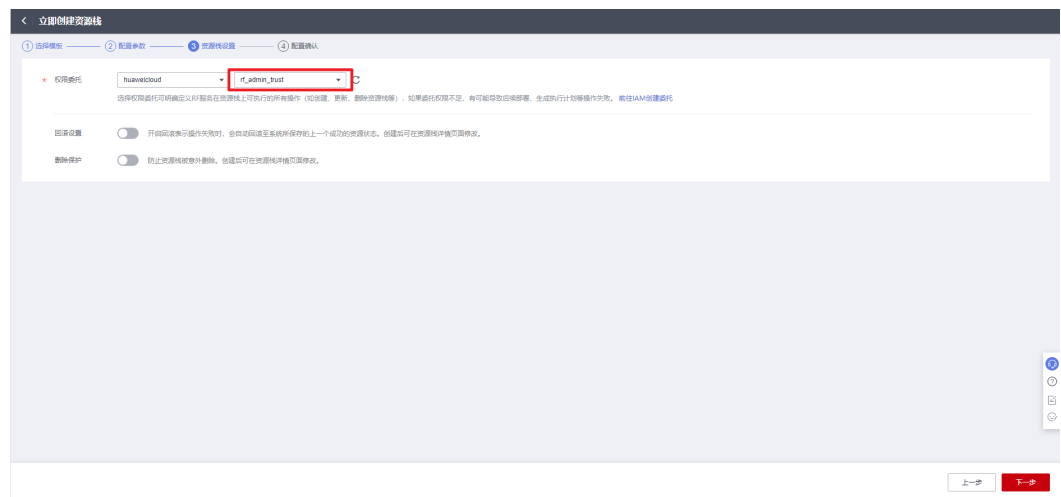 立即创建资源栈
1 选择模板 2 配置参数 3 资源栈设置 4 配置确认
* 权限委托 huaweicloud rf_admin_trust
选择权限委托可明确定义RF服务在资源栈上可执行的所有操作（如创建、更新、删除资源栈等），如果委托权限不足，有可能导致后续部署、生成执行计划等操作失败。 前往IAM创建委托
回滚设置 开启回滚表示操作失败时，会自动回滚至系统所保存的上一个成功的资源状态。创建后可在资源栈详情页面修改。
删除保护 防止资源栈被意外删除。创建后可在资源栈详情页面修改。
上一步 下一步